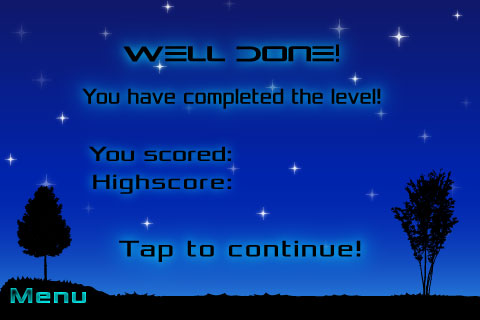 WELL DONE!
You have completed the level!
You scored:
Highscore:
Tap to continue!
Menu